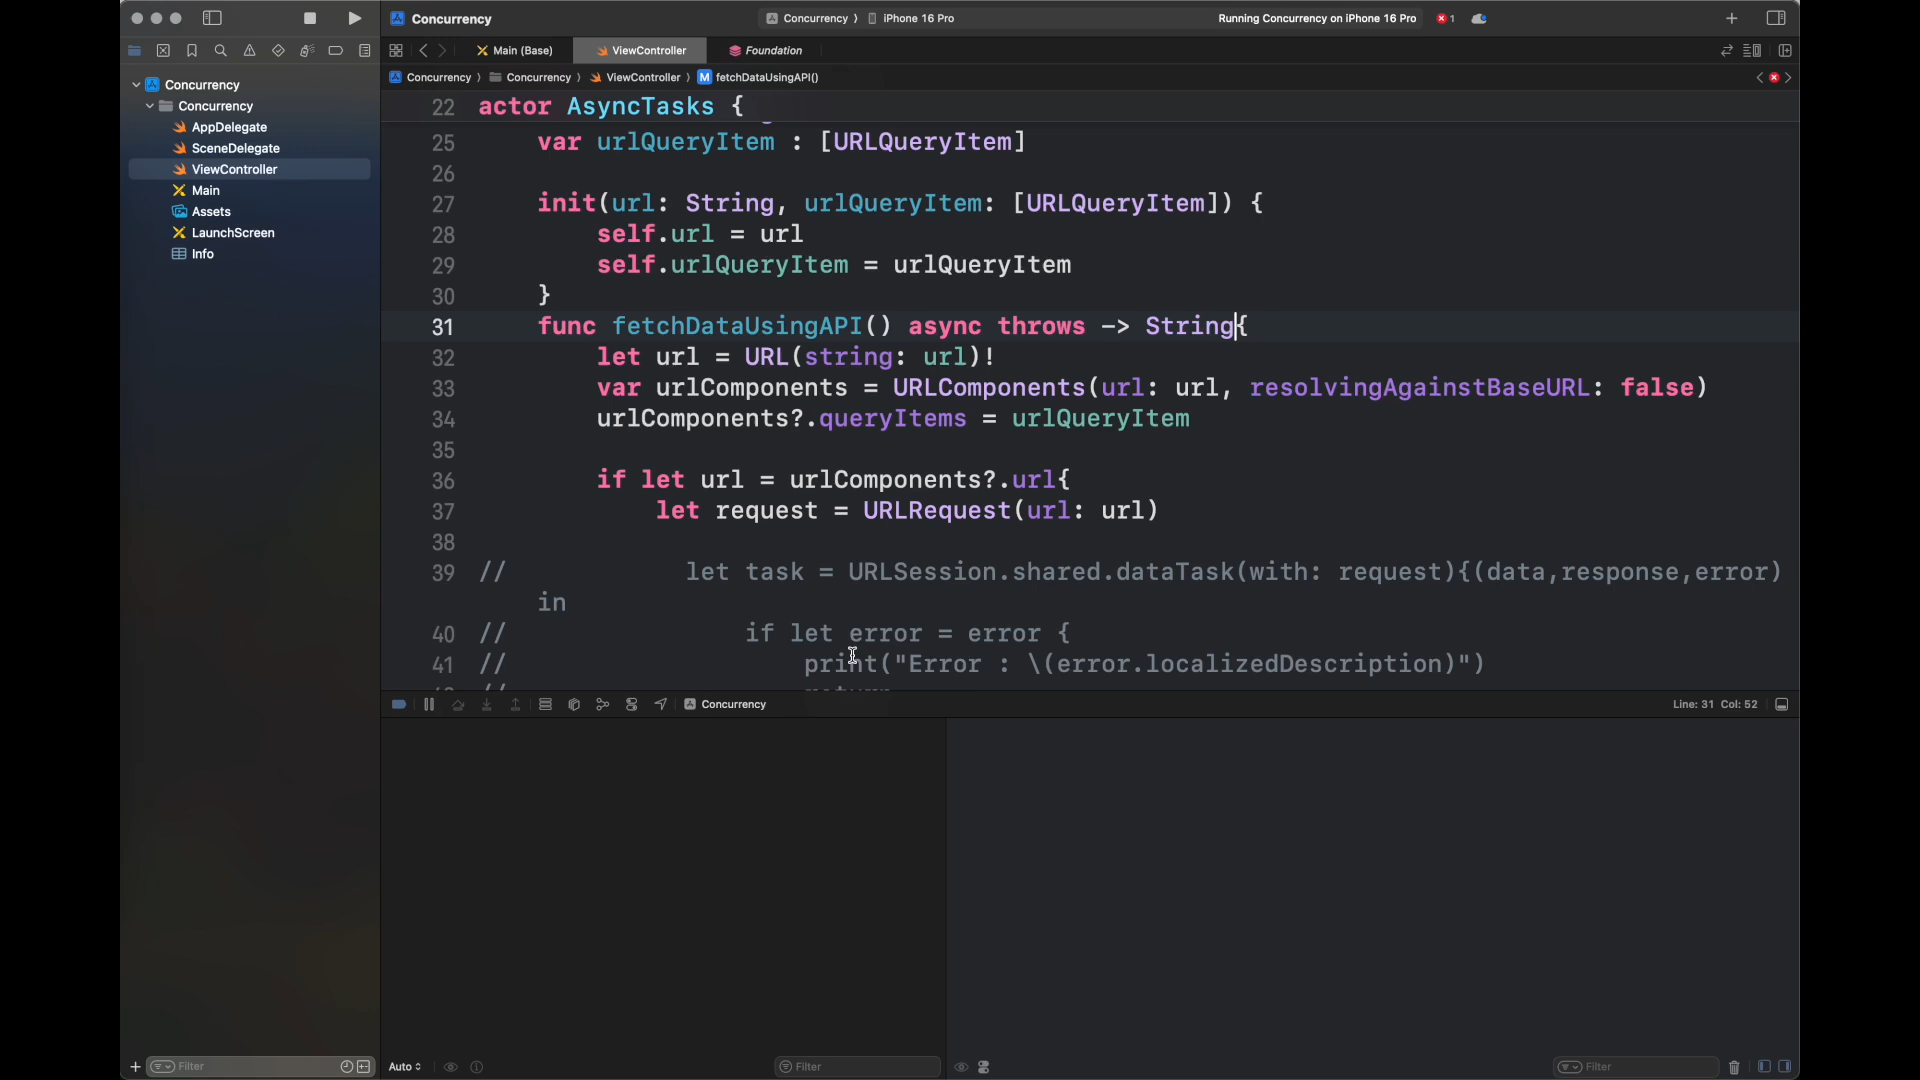 Concurrency
Concurrency ⟩ iPhone 16 Pro
Running Concurrency on iPhone 16 Pro
1
Main (Base)
ViewController
Foundation
Concurrency ⟩ Concurrency ⟩ ViewController ⟩ M fetchDataUsingAPI()
Concurrency
Concurrency
AppDelegate
SceneDelegate
ViewController
Main
Assets
LaunchScreen
Info
22 actor AsyncTasks {
25 var urlQueryItem : [URLQueryItem]
26
27 init(url: String, urlQueryItem: [URLQueryItem]) {
28 self.url = url
29 self.urlQueryItem = urlQueryItem
30 }
31 func fetchDataUsingAPI() async throws -> String{
32 let url = URL(string: url)!
33 var urlComponents = URLComponents(url: url, resolvingAgainstBaseURL: false)
34 urlComponents?.queryItems = urlQueryItem
35
36 if let url = urlComponents?.url{
37 let request = URLRequest(url: url)
38
39 // let task = URLSession.shared.dataTask(with: request){(data,response,error)
in
40 // if let error = error {
41 // print("Error : \(error.localizedDescription)")
Concurrency
Line: 31 Col: 52
Filter
Auto
Filter
Filter